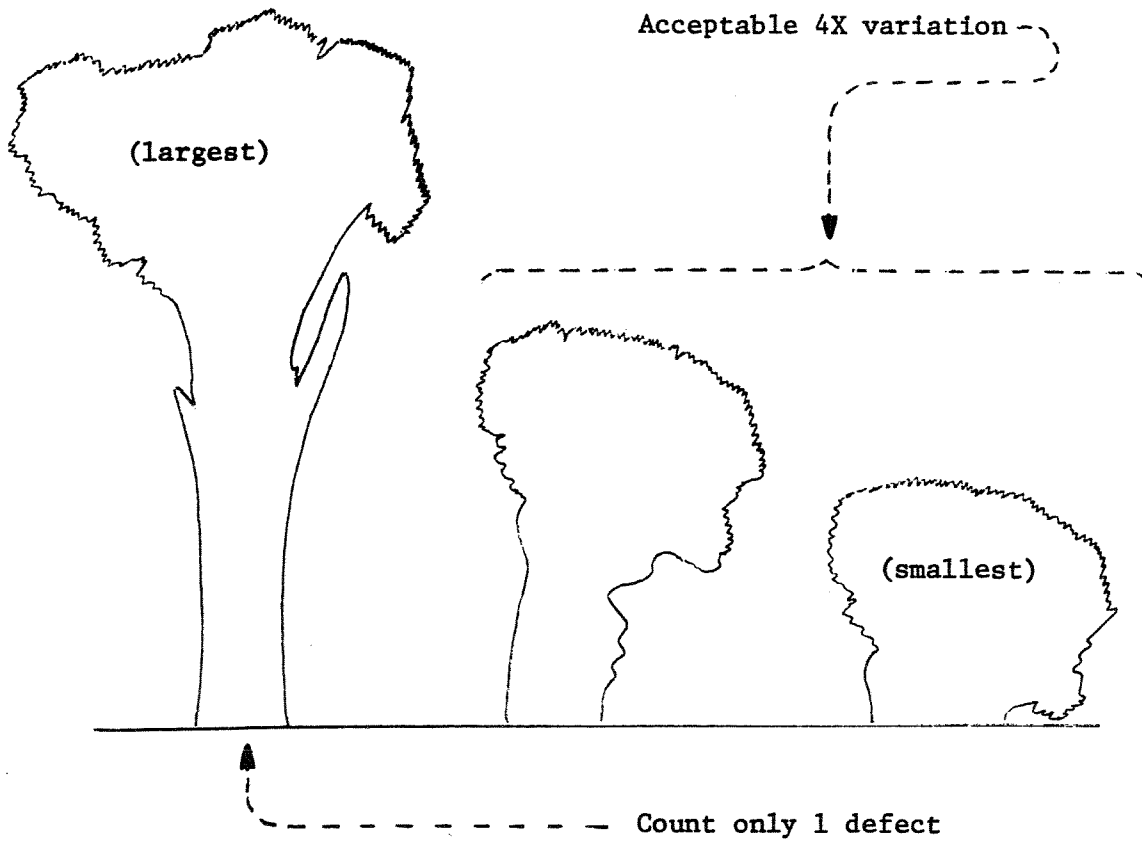 Acceptable 4X variation
(largest)
(smallest)
Count only 1 defect